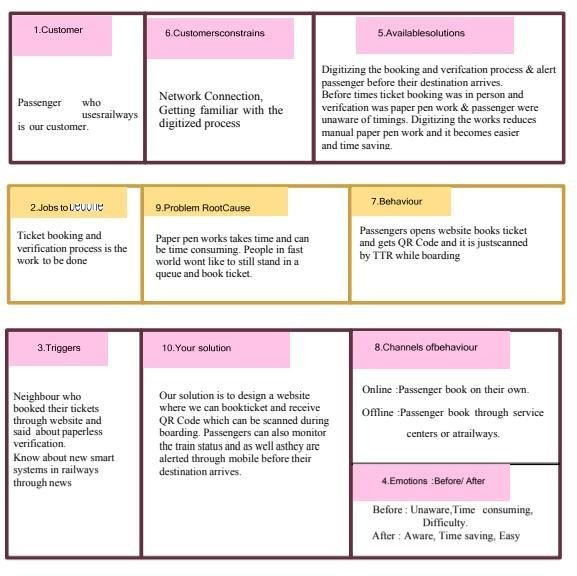 1.Customer
Passenger who
usesrailways
is our customer.
6.Customersconstrains
Network Connection,
Getting familiar with the
digitized process
5.Availablesolutions
Digitizing the booking and verifcation process & alert
passenger before their destination arrives.
Before times ticket booking was in person and
verifcation was paper pen work & passenger were
unaware of timings. Digitizing the works reduces
manual paper pen work and it becomes easier
and time saving.
2.Jobs to
Ticket booking and
verification process is the
work to be done
9.Problem RootCause
Paper pen works takes time and can
be time consuming. People in fast
world wont like to still stand in a
queue and book ticket.
7.Behaviour
Passengers opens website books ticket
and gets QR Code and it is justscanned
by TTR while boarding
3.Triggers
Neighbour who
booked their tickets
through website and
said about paperless
verification.
Know about new smart
systems in railways
through news
10.Your solution
Our solution is to design a website
where we can bookticket and receive
QR Code which can be scanned during
boarding. Passengers can also monitor
the train status and as well asthey are
alerted through mobile before their
destination arrives.
8.Channels ofbehaviour
Online :Passenger book on their own.
Offline :Passenger book through service
centers or atrailways.
4.Emotions :Before/ After
Before : Unaware,Time consuming,
Difficulty.
After : Aware, Time saving, Easy